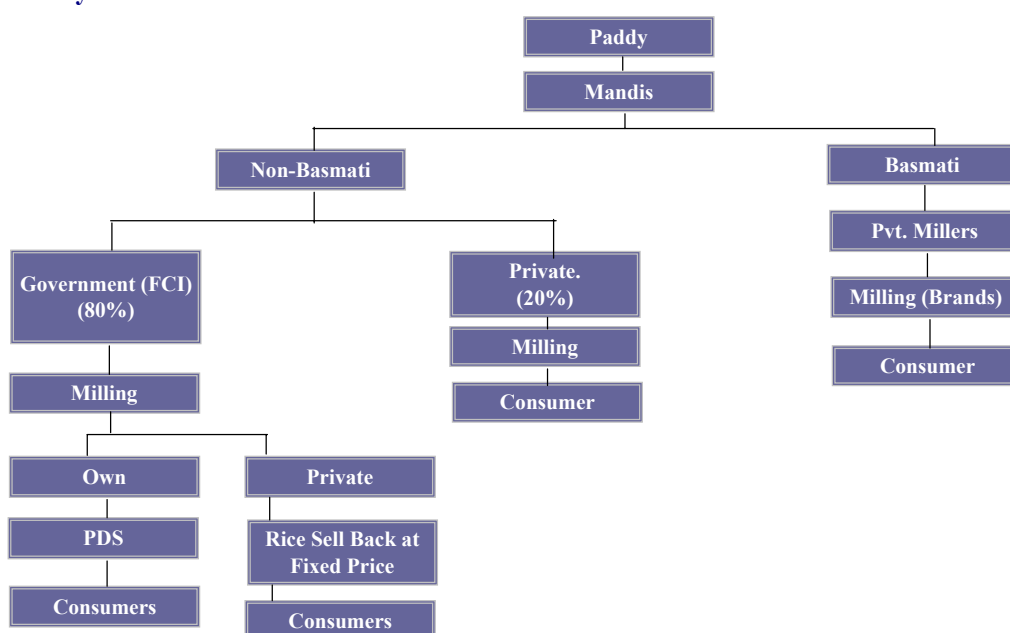 Paddy
Mandis
Non-Basmati
Basmati
Pvt. Millers
Government (FCI)
(80%)
Private.
(20%)
Milling (Brands)
Milling
Consumer
Milling
Consumer
Own
Private
PDS
Rice Sell Back at
Fixed Price
Consumers
Consumers